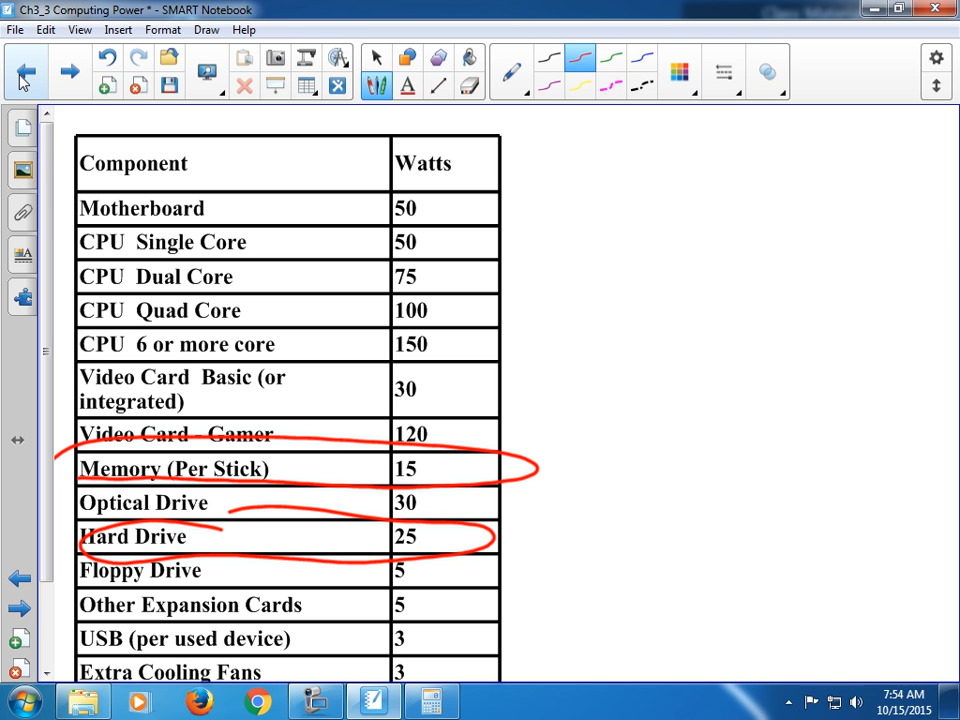 Ch3_3 Computing Power * - SMART Notebook
File Edit View Insert Format Draw Help
Component Watts
Motherboard 50
CPU Single Core 50
CPU Dual Core 75
CPU Quad Core 100
CPU 6 or more core 150
Video Card Basic (or
integrated) 30
Video Card - Gamer 120
Memory (Per Stick) 15
Optical Drive 30
Hard Drive 25
Floppy Drive 5
Other Expansion Cards 5
USB (per used device) 3
Extra Cooling Fans 3
7:54 AM
10/15/2015